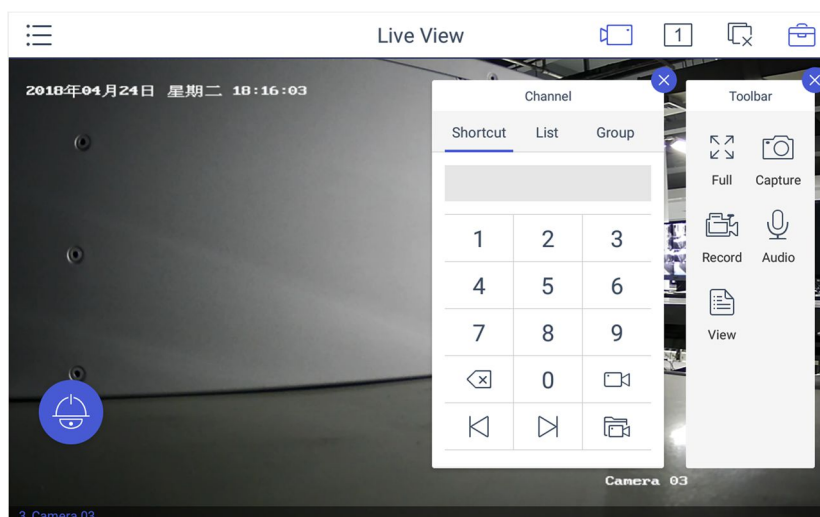 Live View
1
2018年04月24日 星期二 18:16:03
Channel
Shortcut List Group
1 2 3
4 5 6
7 8 9
0
Toolbar
Full Capture
Record Audio
View
Camera 03
3 Camera 03